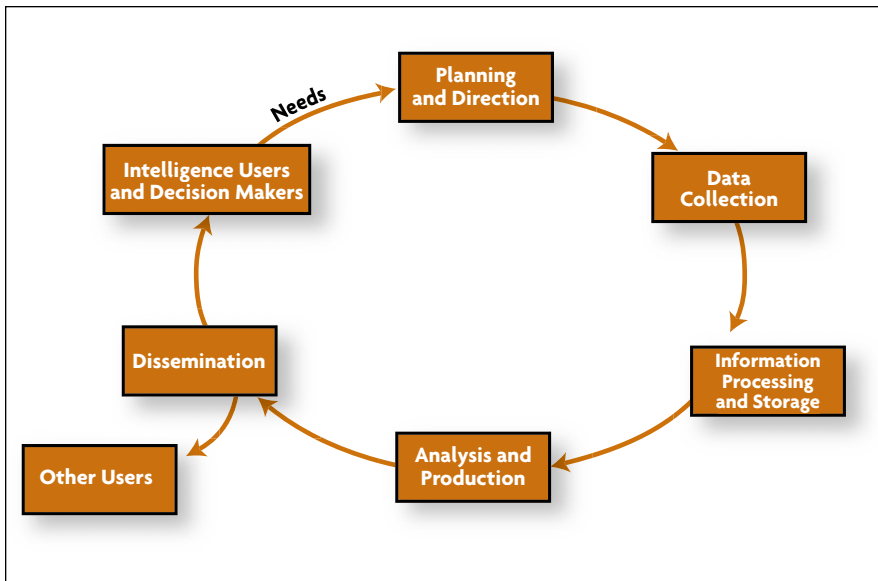 Needs
Planning
and Direction
Data
Collection
Information
Processing
and Storage
Analysis and
Production
Dissemination
Other Users
Intelligence Users
and Decision Makers